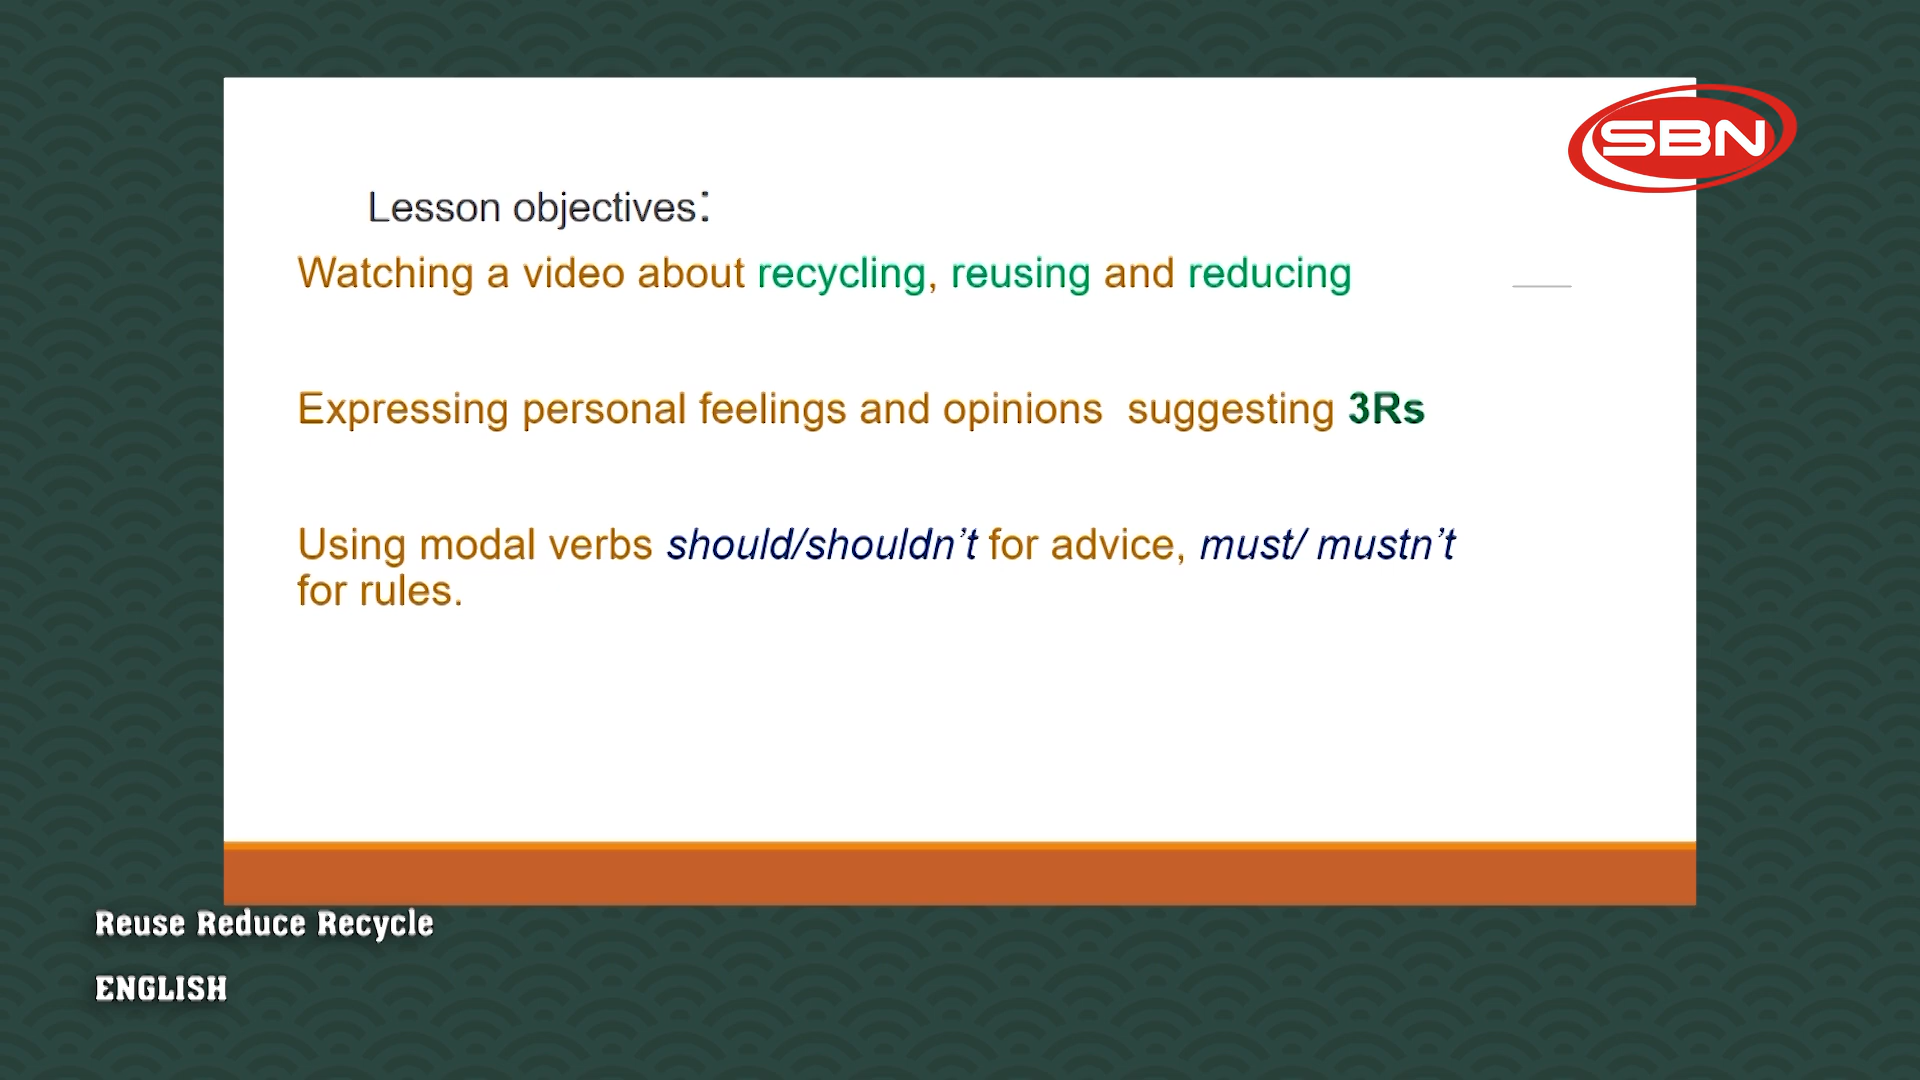 SBN
Lesson objectives:
Watching a video about recycling, reusing and reducing
Expressing personal feelings and opinions  suggesting 3Rs
Using modal verbs should/shouldn’t for advice, must/ mustn’t
for rules.
Reuse Reduce Recycle
ENGLISH